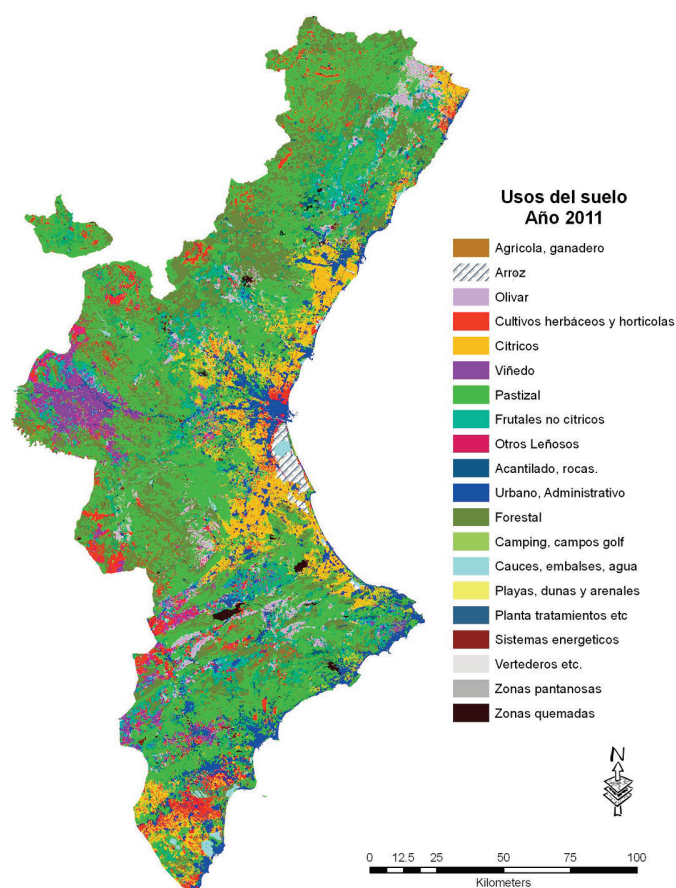 Usos del suelo
Año 2011
Agricola, ganadero
Arroz
Olivar
Cultivos herbáceos y horticolas
Citricos
Viñedo
Pastizal
Frutales no citricos
Otros Leñosos
Acantilado, rocas.
Urbano, Administrativo
Forestal
Camping, campos golf
Cauces, embalses, agua
Playas, dunas y arenales
Planta tratamientos etc
Sistemas energeticos
Vertederos etc.
Zonas pantanosas
Zonas quemadas
N
0 12.5 25 50 75 100
Kilometers